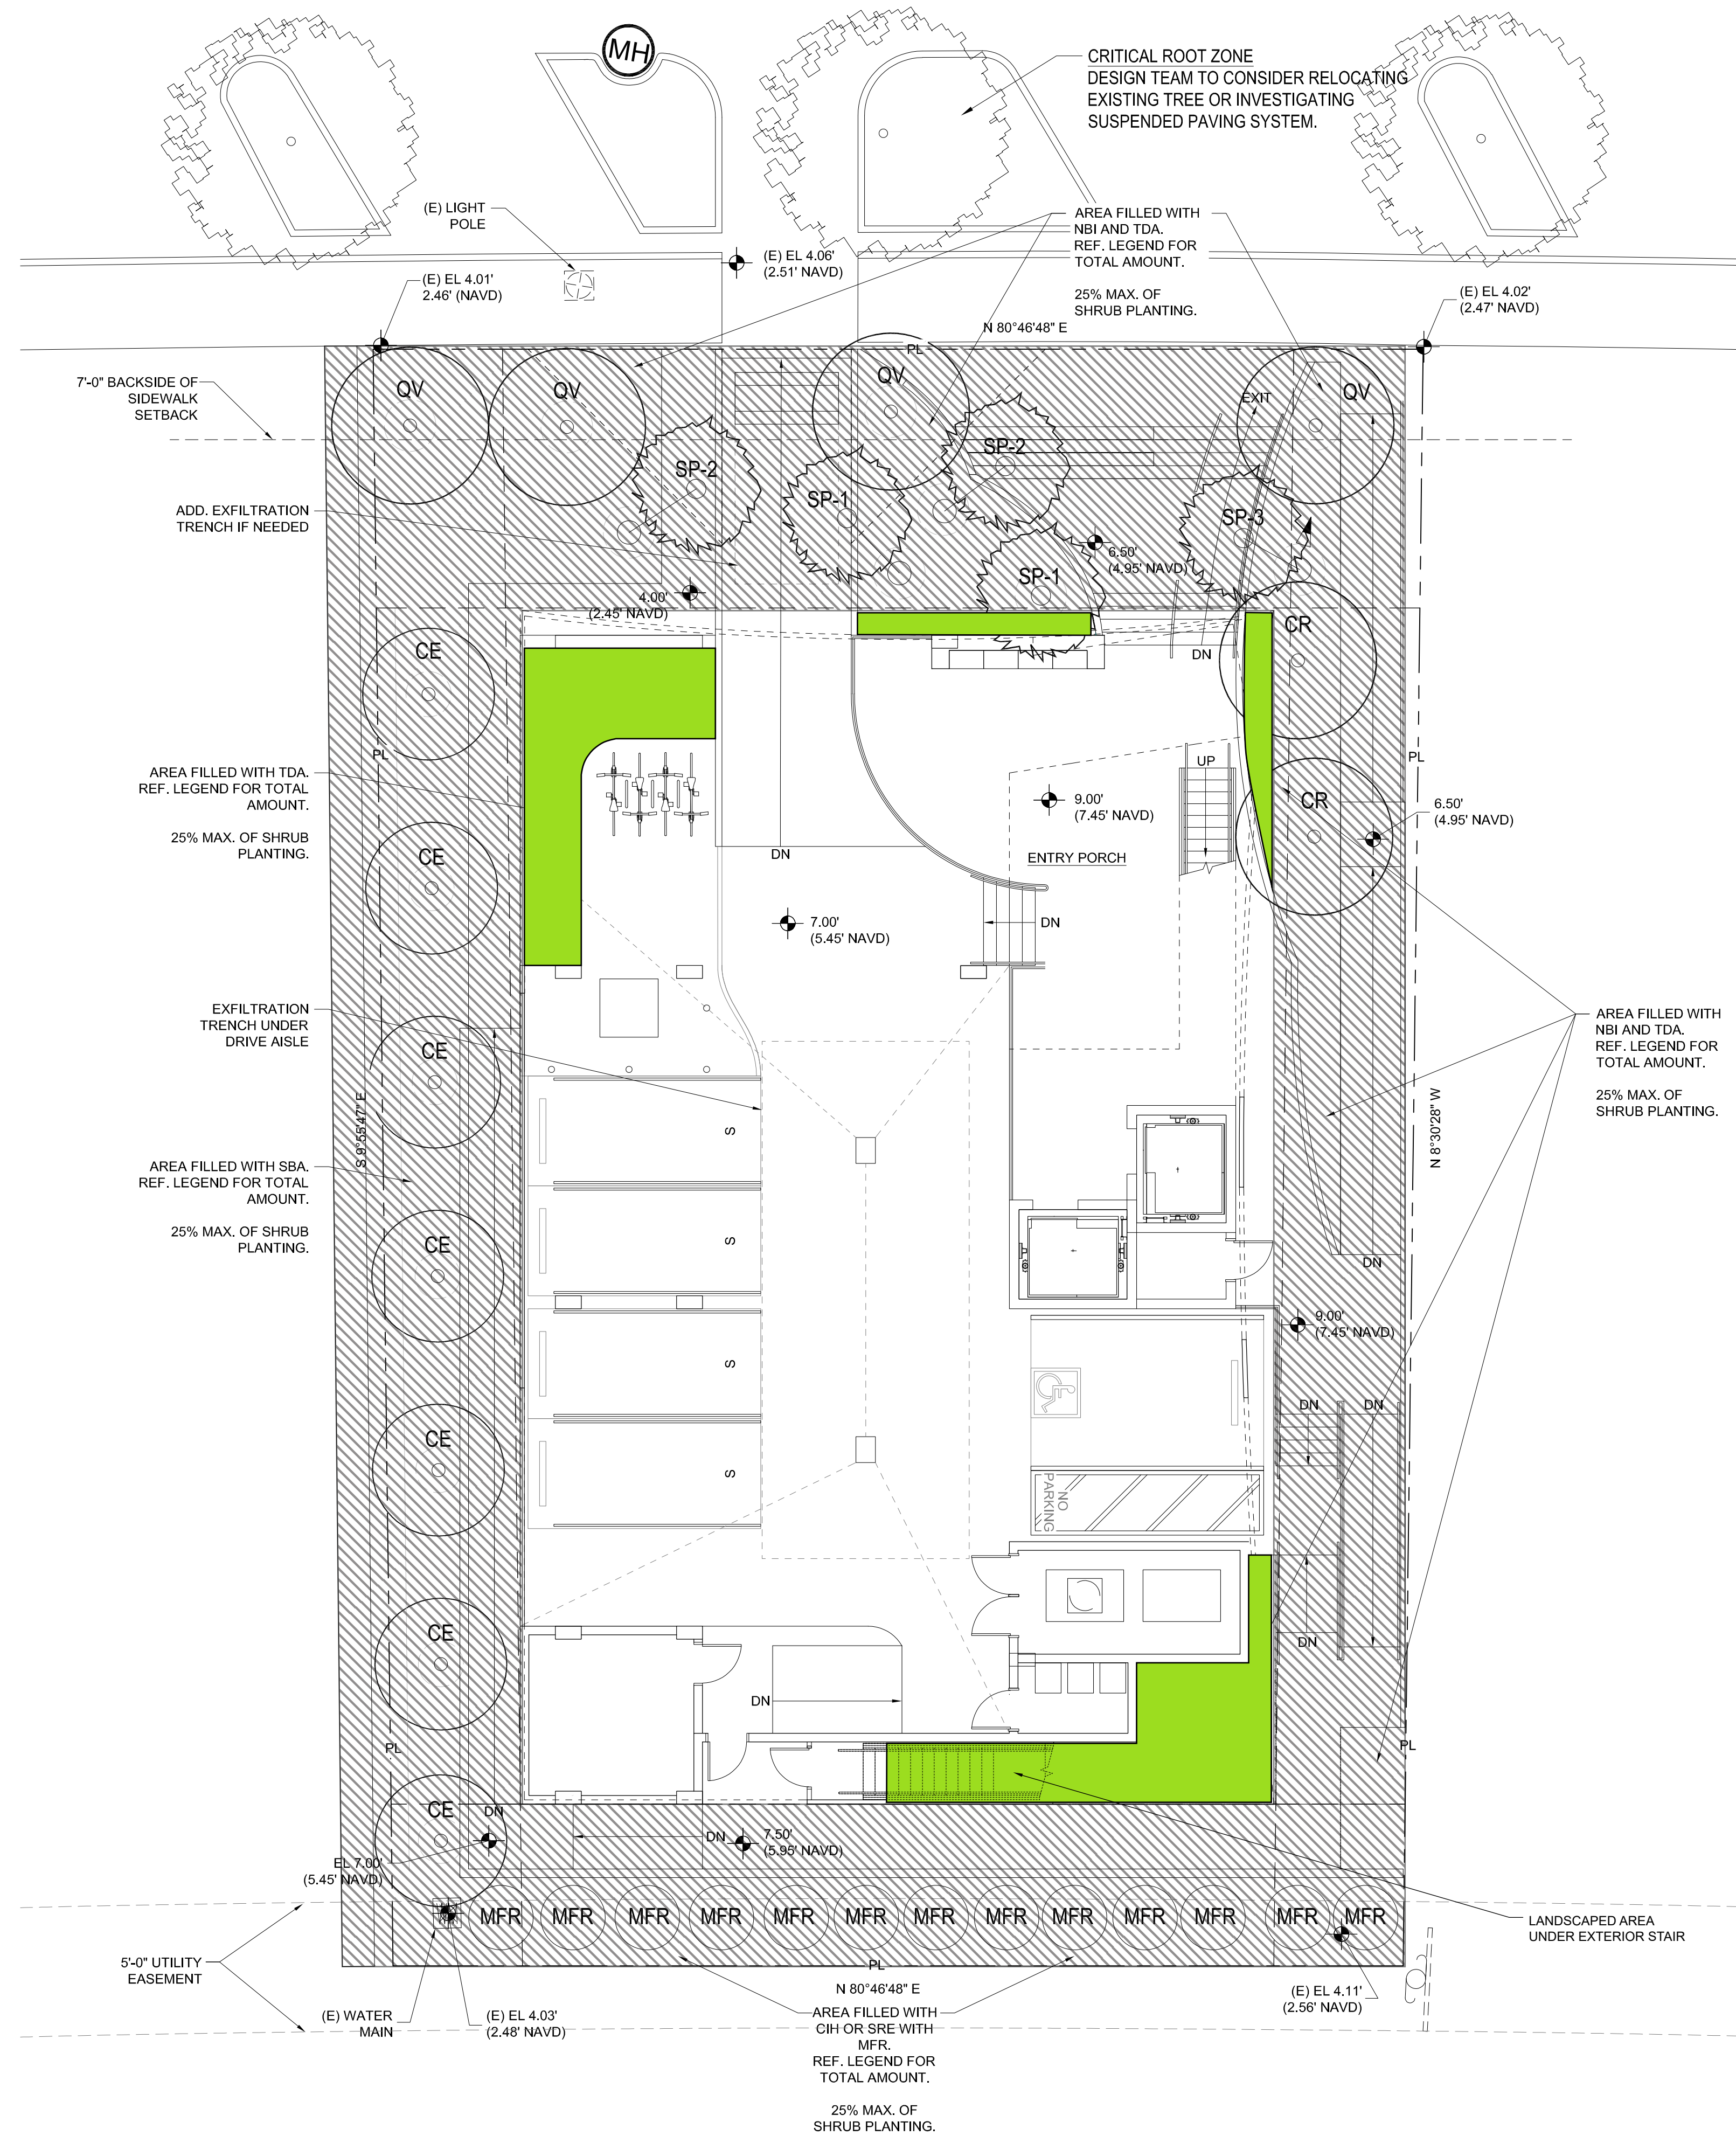 MH
CRITICAL ROOT ZONE
DESIGN TEAM TO CONSIDER RELOCATING
EXISTING TREE OR INVESTIGATING
SUSPENDED PAVING SYSTEM.
(E) LIGHT
POLE
AREA FILLED WITH
NBI AND TDA.
REF. LEGEND FOR
TOTAL AMOUNT.
25% MAX. OF
SHRUB PLANTING.
(E) EL 4.06'
(2.51' NAVD)
(E) EL 4.01'
2.46' (NAVD)
(E) EL 4.02'
(2.47' NAVD)
N 80°46'48" E
PL
7'-0" BACKSIDE OF
SIDEWALK
SETBACK
QV
QV
QV
QV
EXIT
SP-2
SP-2
SP-1
SP-3
SP-1
ADD. EXFILTRATION
TRENCH IF NEEDED
6.50'
(4.95' NAVD)
4.00'
(2.45' NAVD)
CE
CR
DN
PL
PL
UP
AREA FILLED WITH TDA.
REF. LEGEND FOR TOTAL
AMOUNT.
25% MAX. OF SHRUB
PLANTING.
9.00'
(7.45' NAVD)
CR
6.50'
(4.95' NAVD)
CE
DN
ENTRY PORCH
7.00'
(5.45' NAVD)
DN
EXFILTRATION
TRENCH UNDER
DRIVE AISLE
AREA FILLED WITH
NBI AND TDA.
REF. LEGEND FOR
TOTAL AMOUNT.
25% MAX. OF
SHRUB PLANTING.
CE
S 9°55'47" E
N 8°30'28" W
S
AREA FILLED WITH SBA.
REF. LEGEND FOR TOTAL
AMOUNT.
25% MAX. OF SHRUB
PLANTING.
CE
S
DN
9.00'
(7.45' NAVD)
S
DN
DN
CE
S
NO
PARKING
CE
DN
DN
PL
PL
CE
DN
DN
7.50'
(5.95' NAVD)
EL 7.00'
(5.45' NAVD)
MFR
MFR
MFR
MFR
MFR
MFR
MFR
MFR
MFR
MFR
MFR
MFR
MFR
LANDSCAPED AREA
UNDER EXTERIOR STAIR
5'-0" UTILITY
EASEMENT
PL
N 80°46'48" E
(E) WATER
MAIN
(E) EL 4.03'
(2.48' NAVD)
(E) EL 4.11'
(2.56' NAVD)
AREA FILLED WITH
CIH OR SRE WITH
MFR.
REF. LEGEND FOR
TOTAL AMOUNT.
25% MAX. OF
SHRUB PLANTING.